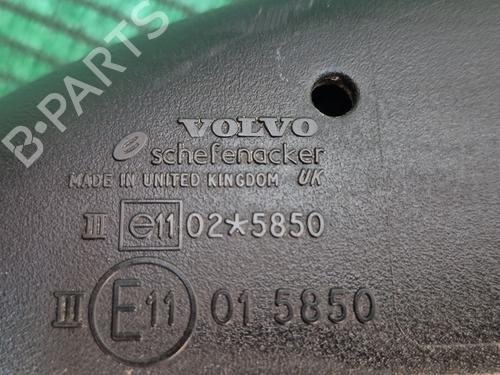 B-PARTS
VOLVO
schefenacker
MADE IN UNITED KINGDOM UK
II e11 02*5850
III E11 01 5850